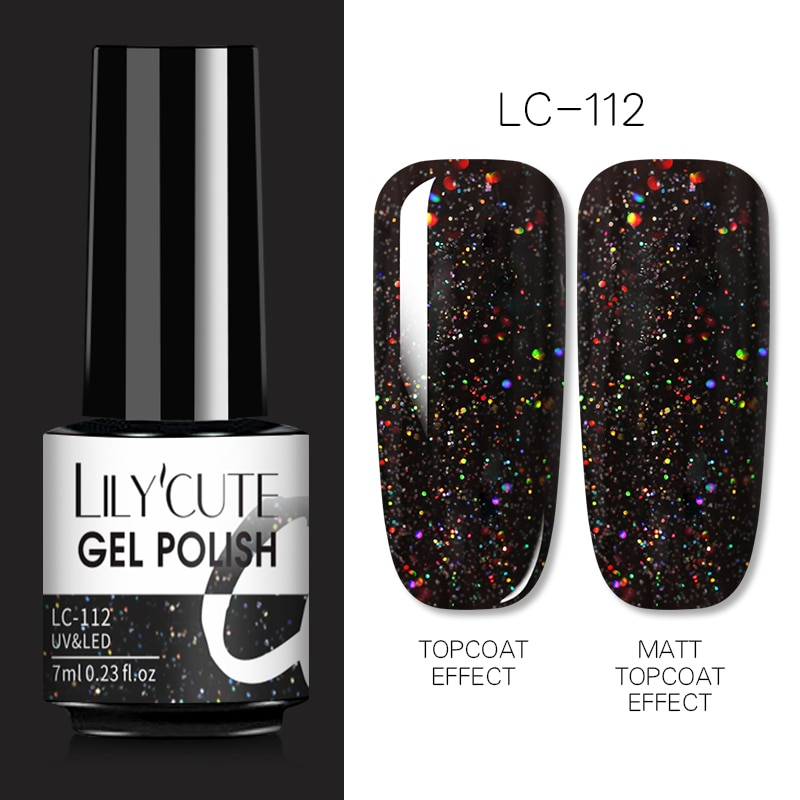 LILY'CUTE
GEL POLISH
LC-112
UV&LED
7ml 0.23 fl.oz
LC-112
TOPCOAT
EFFECT
MATT
TOPCOAT
EFFECT